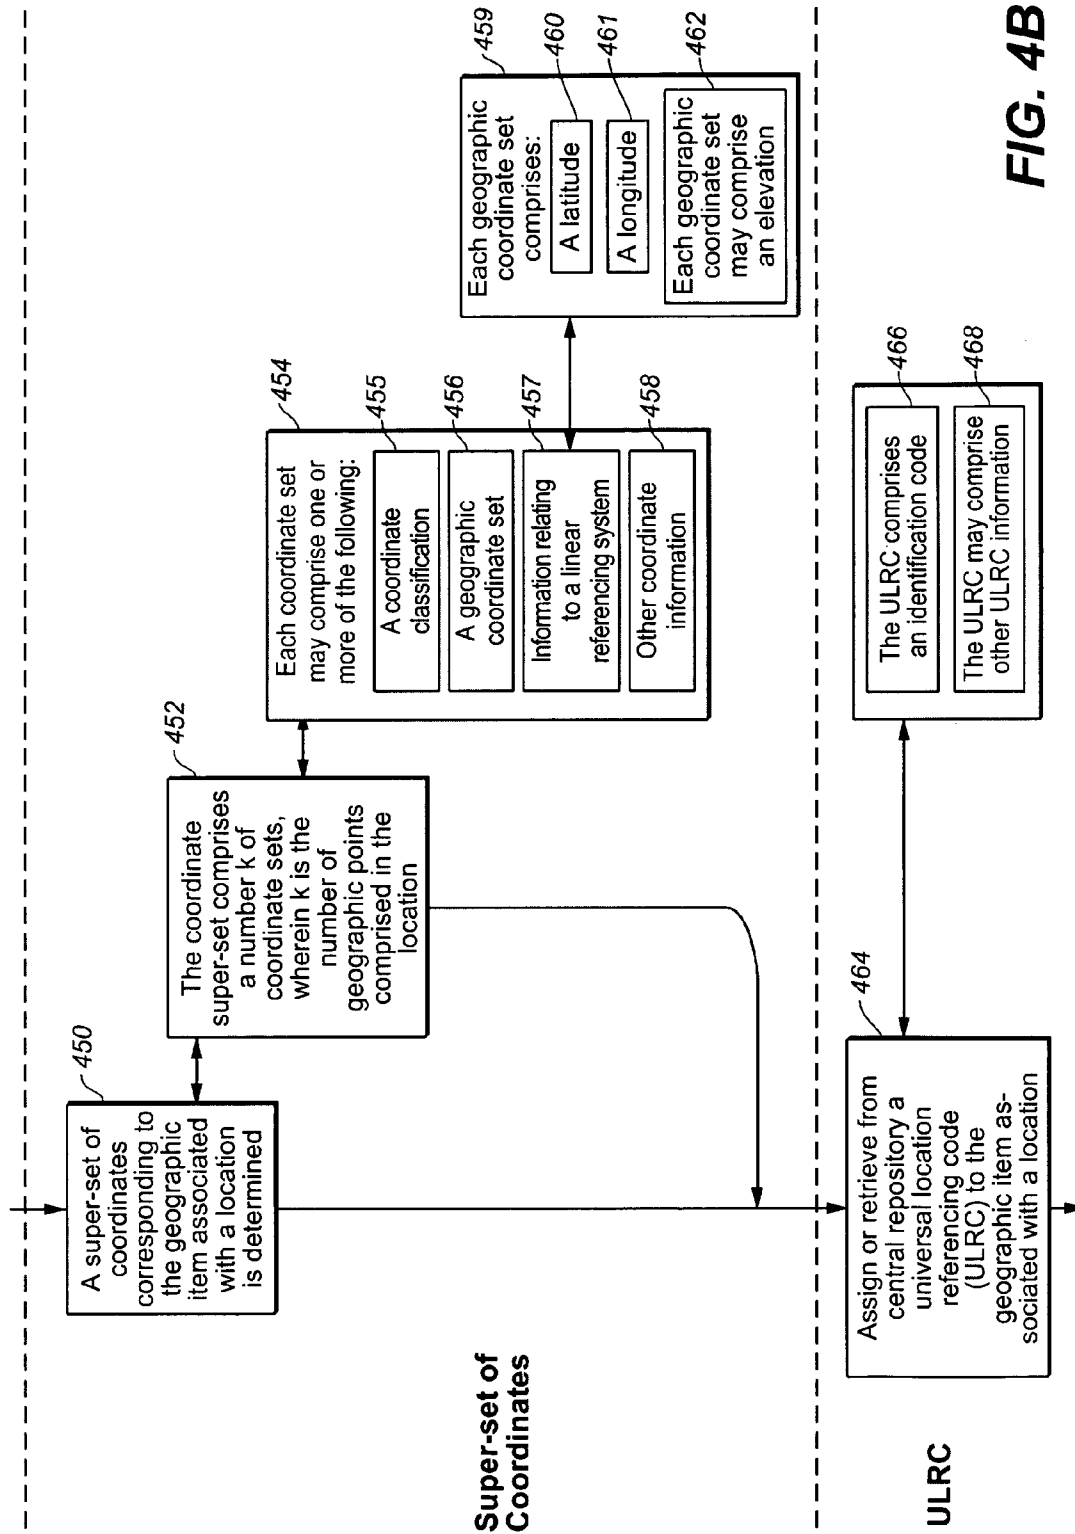 450
A super-set of
coordinates
corresponding to
the geographic
item associated
with a location
is determined
452
The coordinate
super-set comprises
a number k of
coordinate sets,
wherein k is the
number of
geographic points
comprised in the
location
454
Each coordinate set
may comprise one or
more of the following:
455
A coordinate
classification
456
A geographic
coordinate set
457
Information relating
to a linear
referencing system
458
Other coordinate
information
459
Each geographic
coordinate set
comprises:
460
A latitude
461
A longitude
462
Each geographic
coordinate set
may comprise
an elevation
Super-set of
Coordinates
464
Assign or retrieve from
central repository a
universal location
referencing code
(ULRC) to the
geographic item as-
sociated with a location
466
The ULRC comprises
an identification code
468
The ULRC may comprise
other ULRC information
ULRC
FIG. 4B